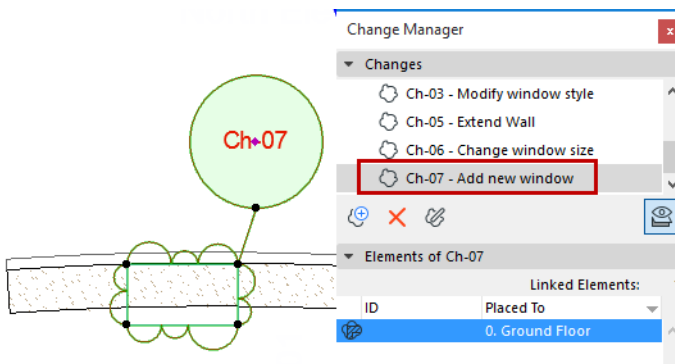 Ch-07
Change Manager
Changes
Ch-03 - Modify window style
Ch-05 - Extend Wall
Ch-06 - Change window size
Ch-07 - Add new window
Elements of Ch-07
Linked Elements:
ID Placed To
0. Ground Floor